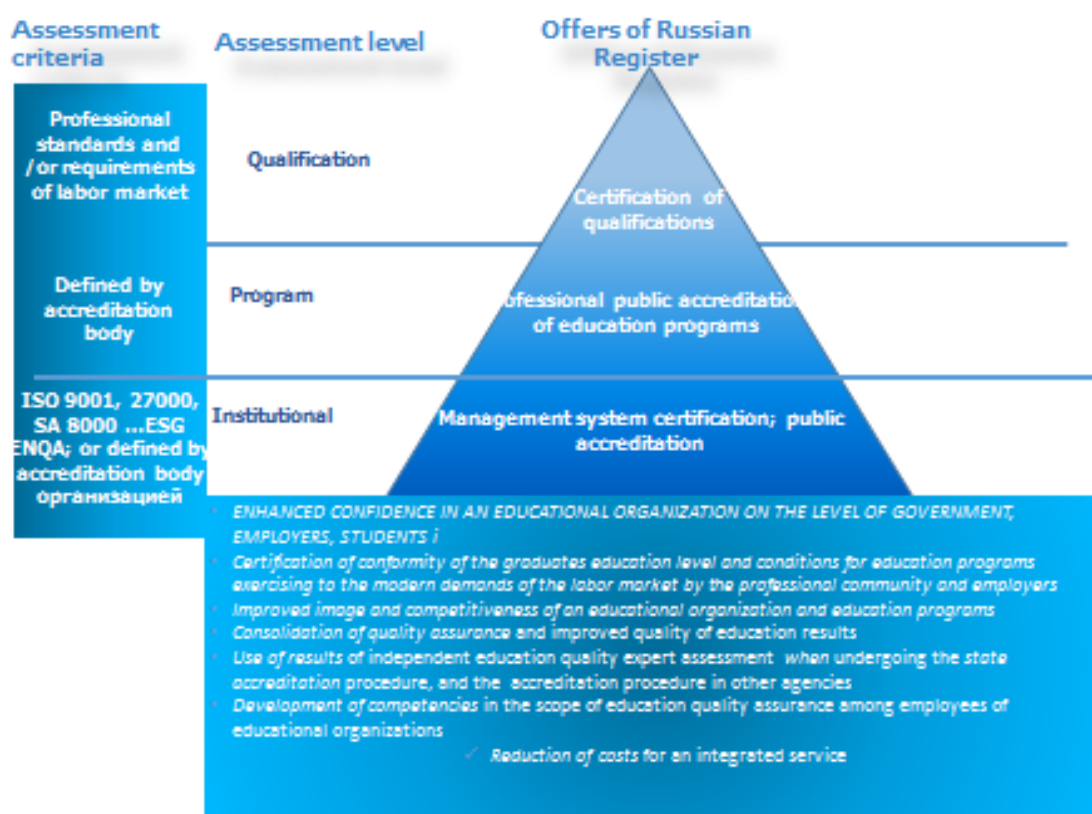 Assessment
criteria
Assessment level
Offers of Russian
Register
Professional
standards and
/or requirements
of labor market
Qualification
Certification of
qualifications
Defined by
accreditation
body
Program
ofessional public accreditatio
of education programs
ISO 9001, 27000,
SA 8000 ...ESG
ENQA; or defined by
accreditation body
организацией
Institutional
Management system certification; public
accreditation
ENHANCED CONFIDENCE IN AN EDUCATIONAL ORGANIZATION ON THE LEVEL OF GOVERNMENT,
EMPLOYERS, STUDENTS i
Certification of conformity of the graduates education level and conditions for education programs
exercising to the modern demands of the labor market by the professional community and employers
Improved image and competitiveness of an educational organization and education programs
Consolidation of quality assurance and improved quality of education results
Use of results of independent education quality expert assessment when undergoing the state
accreditation procedure, and the accreditation procedure in other agencies
Development of competencies in the scope of education quality assurance among employees of
educational organizations
✓ Reduction of costs for an integrated service